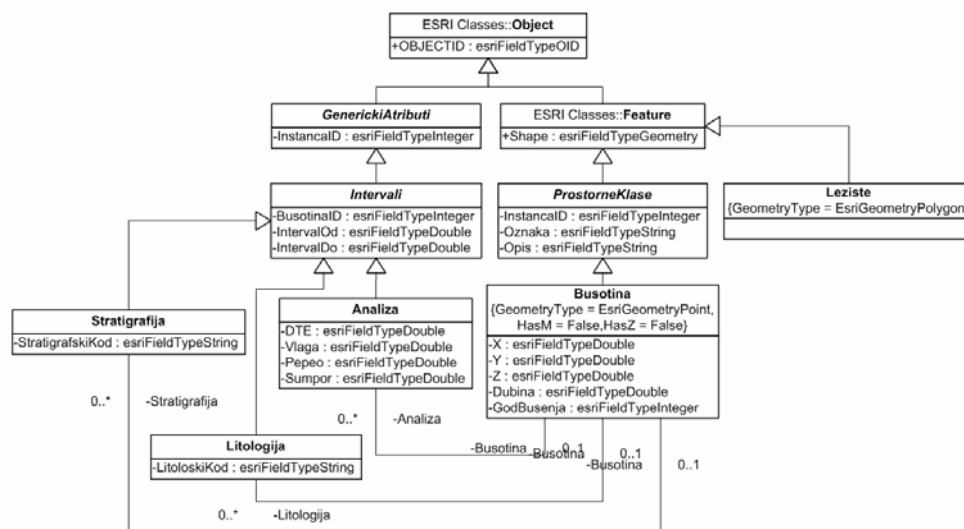 ESRI Classes::Object
+OBJECTID : esriFieldTypeOID
GenerickiAtributi
-InstancaID : esriFieldTypeInteger
ESRI Classes::Feature
+Shape : esriFieldTypeGeometry
Intervali
-BusotinaID : esriFieldTypeInteger
-IntervalOd : esriFieldTypeDouble
-IntervalDo : esriFieldTypeDouble
ProstorneKlase
-InstancaID : esriFieldTypeInteger
-Oznaka : esriFieldTypeString
-Opis : esriFieldTypeString
Leziste
{GeometryType = EsriGeometryPolygon}
Stratigrafija
-StratigrafskiKod : esriFieldTypeString
Analiza
-DTE : esriFieldTypeDouble
-Vlaga : esriFieldTypeDouble
-Pepeo : esriFieldTypeDouble
-Sumpor : esriFieldTypeDouble
Busotina
{GeometryType = EsriGeometryPoint,
HasM = False,HasZ = False}
-X : esriFieldTypeDouble
-Y : esriFieldTypeDouble
-Z : esriFieldTypeDouble
-Dubina : esriFieldTypeDouble
-GodBusenja : esriFieldTypeInteger
0..* -Stratigrafija
0..* -Analiza
Litologija
-LitoloskiKod : esriFieldTypeString
-Busotina 0..1
-Busotina 0..1
-Busotina 0..1
0..* -Litologija